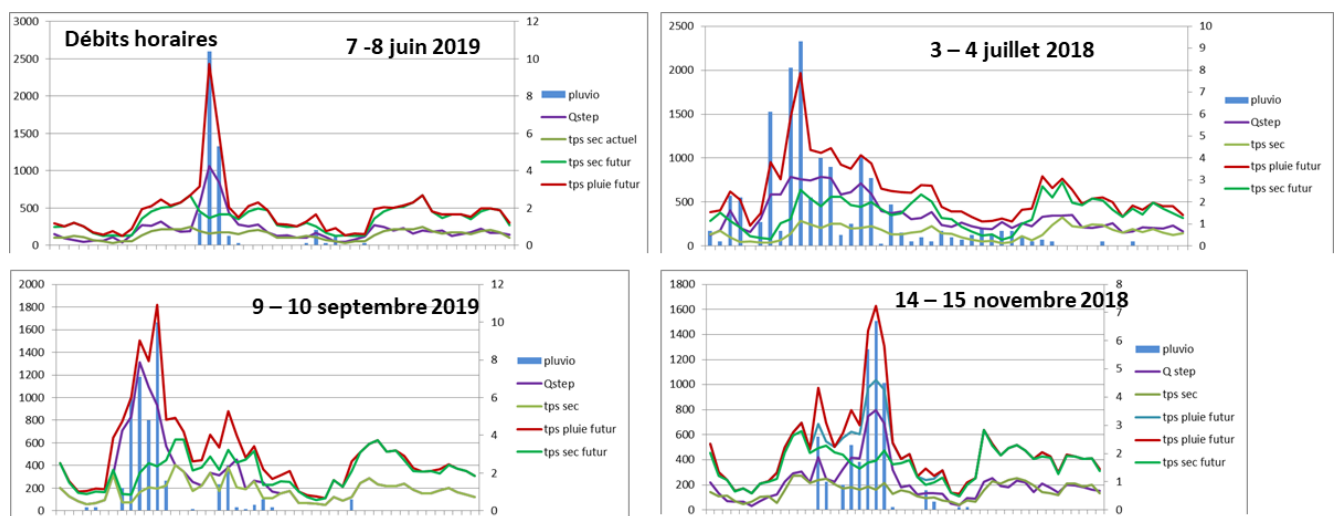 Débits horaires
7 -8 juin 2019
3000
2500
2000
1500
1000
500
0
12
10
8
6
4
2
0
pluvio
Qstep
tps sec actuel
tps sec futur
tps pluie futur
3 – 4 juillet 2018
2500
2000
1500
1000
500
0
10
9
8
7
6
5
4
3
2
1
0
pluvio
Qstep
tps sec
tps pluie futur
tps sec futur
9 – 10 septembre 2019
2000
1800
1600
1400
1200
1000
800
600
400
200
0
12
10
8
6
4
2
0
pluvio
Qstep
tps sec
tps pluie futur
tps sec futur
14 – 15 novembre 2018
1800
1600
1400
1200
1000
800
600
400
200
0
8
7
6
5
4
3
2
1
0
pluvio
Q step
tps sec
tps pluie futur
tps pluie futur
tps sec futur